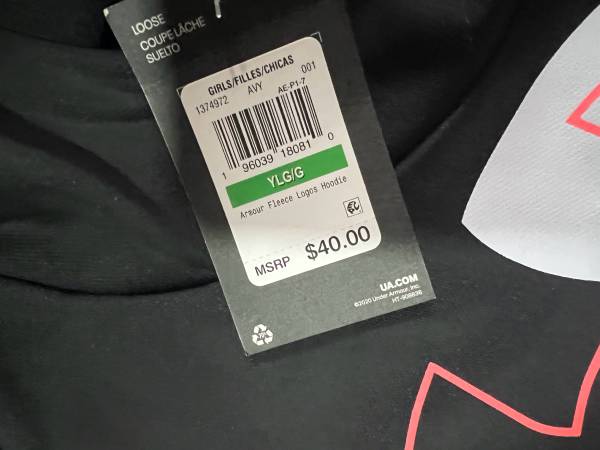 LOOSE
COUPE LÂCHE
SUELTO
GIRLS/FILLES/CHICAS
1374972 AVY 001
AE-P1-7
1 96039 18081 0
YLG/G
Armour Fleece Logos Hoodie
MSRP $40.00
UA.COM
©2020 Under Armour, Inc.